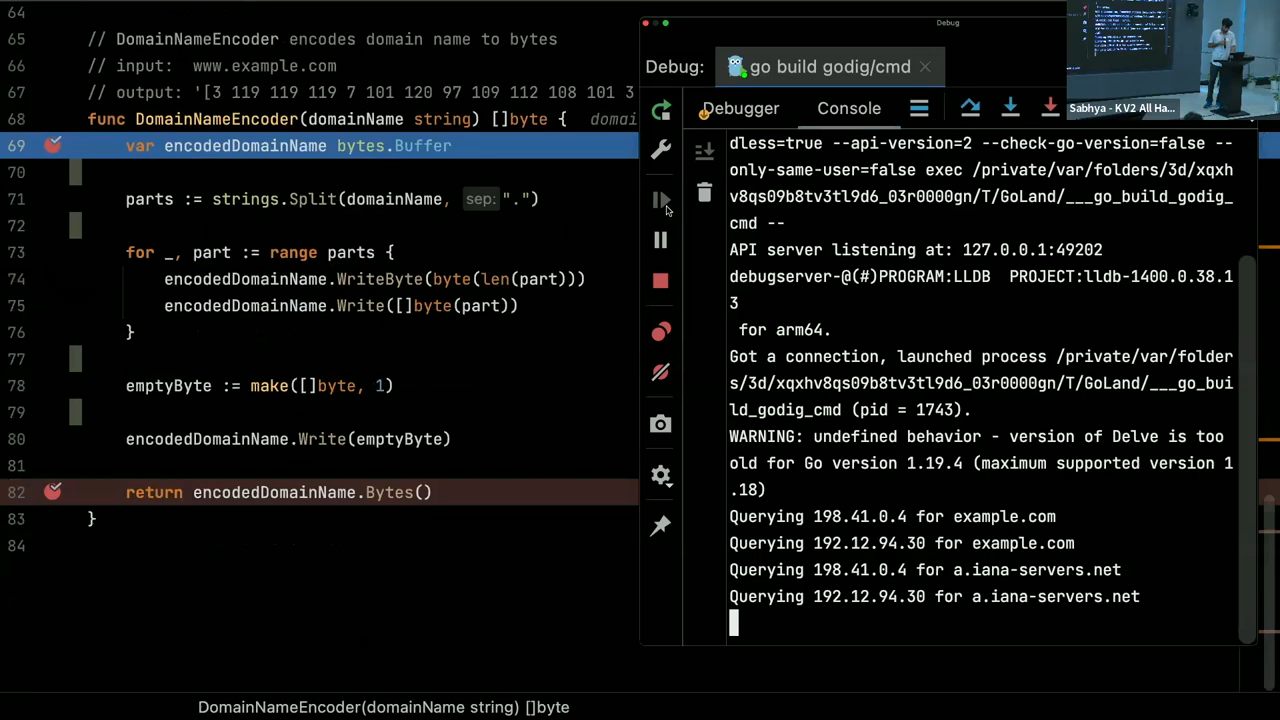 64
65 // DomainNameEncoder encodes domain name to bytes
66 // input:  www.example.com
67 // output: '[3 119 119 119 7 101 120 97 109 112 108 101 3
68 func DomainNameEncoder(domainName string) []byte {  domai
69 var encodedDomainName bytes.Buffer
70
71 parts := strings.Split(domainName, sep: ".")
72
73 for _, part := range parts {
74 encodedDomainName.WriteByte(byte(len(part)))
75 encodedDomainName.Write([]byte(part))
76 }
77
78 emptyByte := make([]byte, 1)
79
80 encodedDomainName.Write(emptyByte)
81
82 return encodedDomainName.Bytes()
83 }
84
DomainNameEncoder(domainName string) []byte
Debug
Debug: go build godig/cmd
Debugger Console
dless=true --api-version=2 --check-go-version=false --
only-same-user=false exec /private/var/folders/3d/xqxh
v8qs09b8tv3tl9d6_03r0000gn/T/GoLand/___go_build_godig_
cmd --
API server listening at: 127.0.0.1:49202
debugserver-@(#)PROGRAM:LLDB  PROJECT:lldb-1400.0.38.1
3
for arm64.
Got a connection, launched process /private/var/folder
s/3d/xqxhv8qs09b8tv3tl9d6_03r0000gn/T/GoLand/___go_bui
ld_godig_cmd (pid = 1743).
WARNING: undefined behavior - version of Delve is too
old for Go version 1.19.4 (maximum supported version 1
.18)
Querying 198.41.0.4 for example.com
Querying 192.12.94.30 for example.com
Querying 198.41.0.4 for a.iana-servers.net
Querying 192.12.94.30 for a.iana-servers.net
Sabhya - KV2 All Ha...